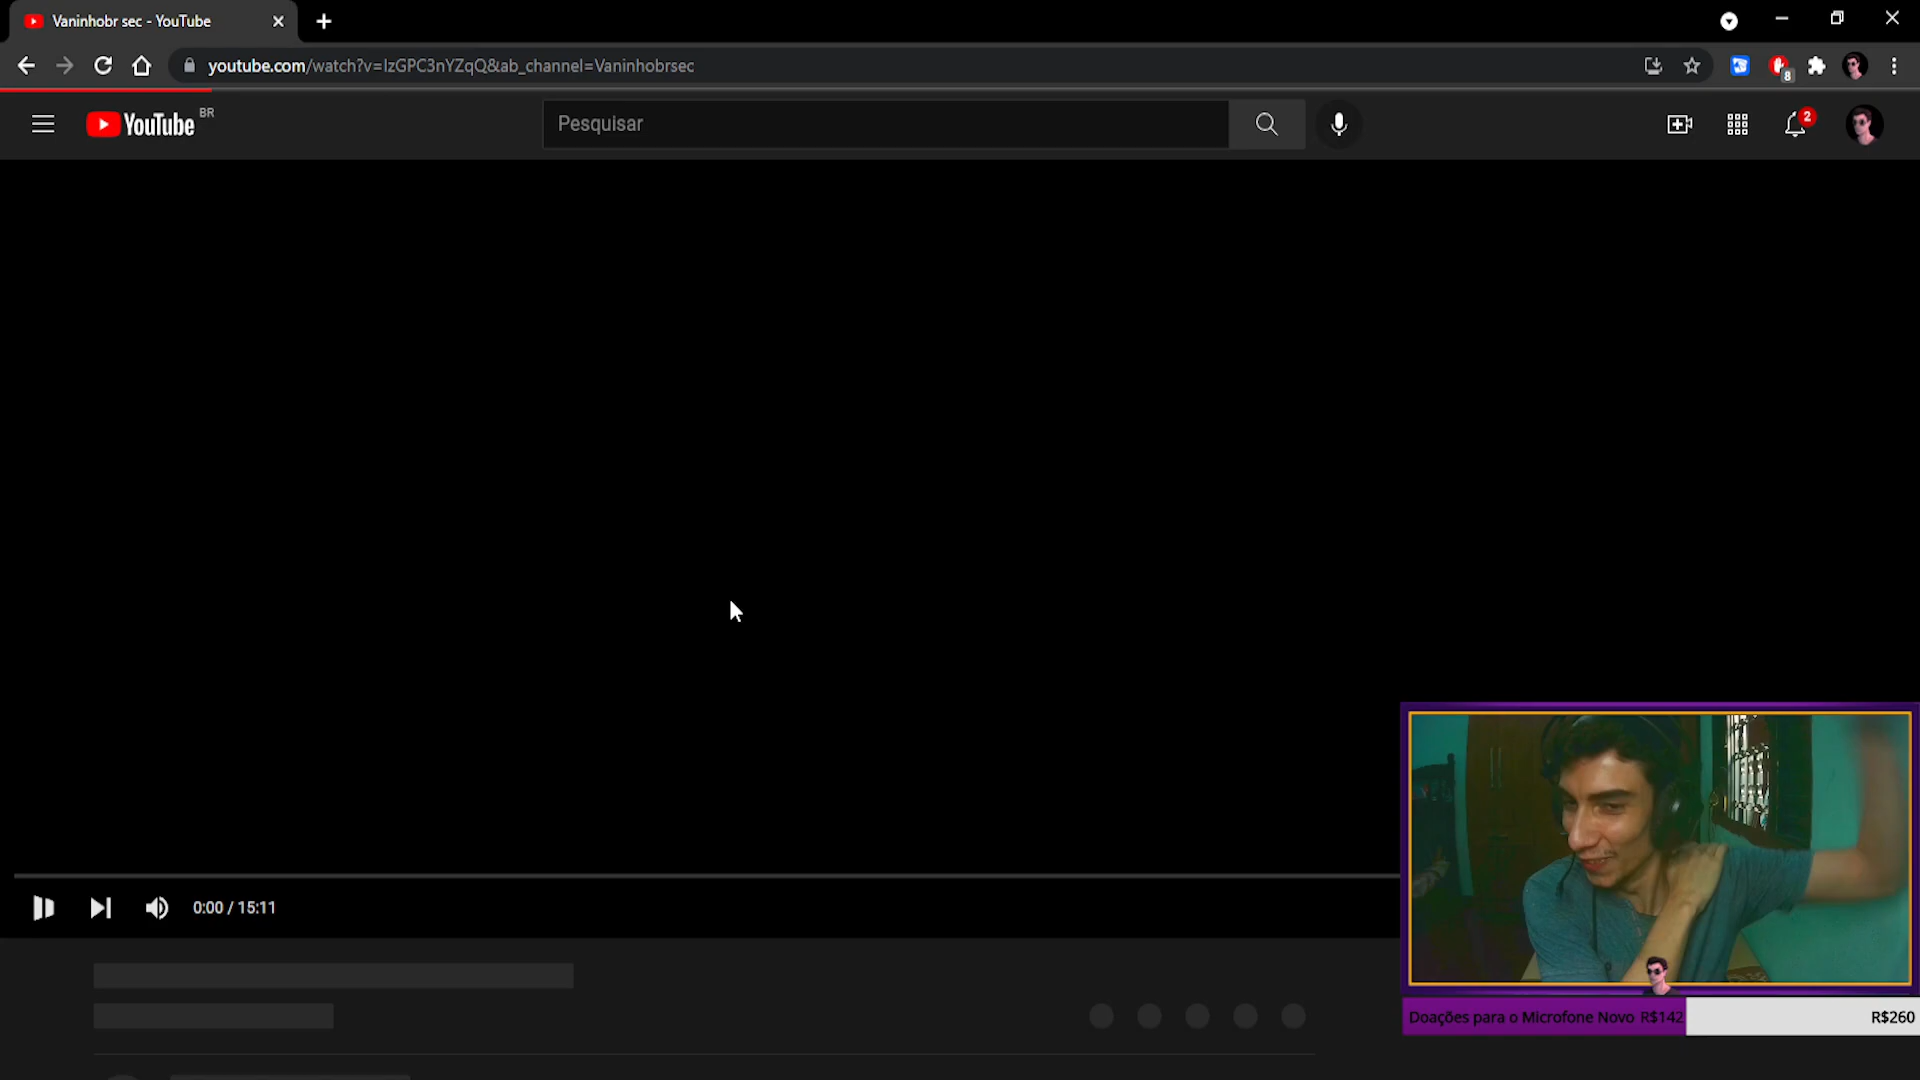 Vaninhobr sec - YouTube
youtube.com/watch?v=IzGPC3nYZqQ&ab_channel=Vaninhobrsec
8
YouTube BR
Pesquisar
2
0:00 / 15:11
Doações para o Microfone Novo R$142
R$260